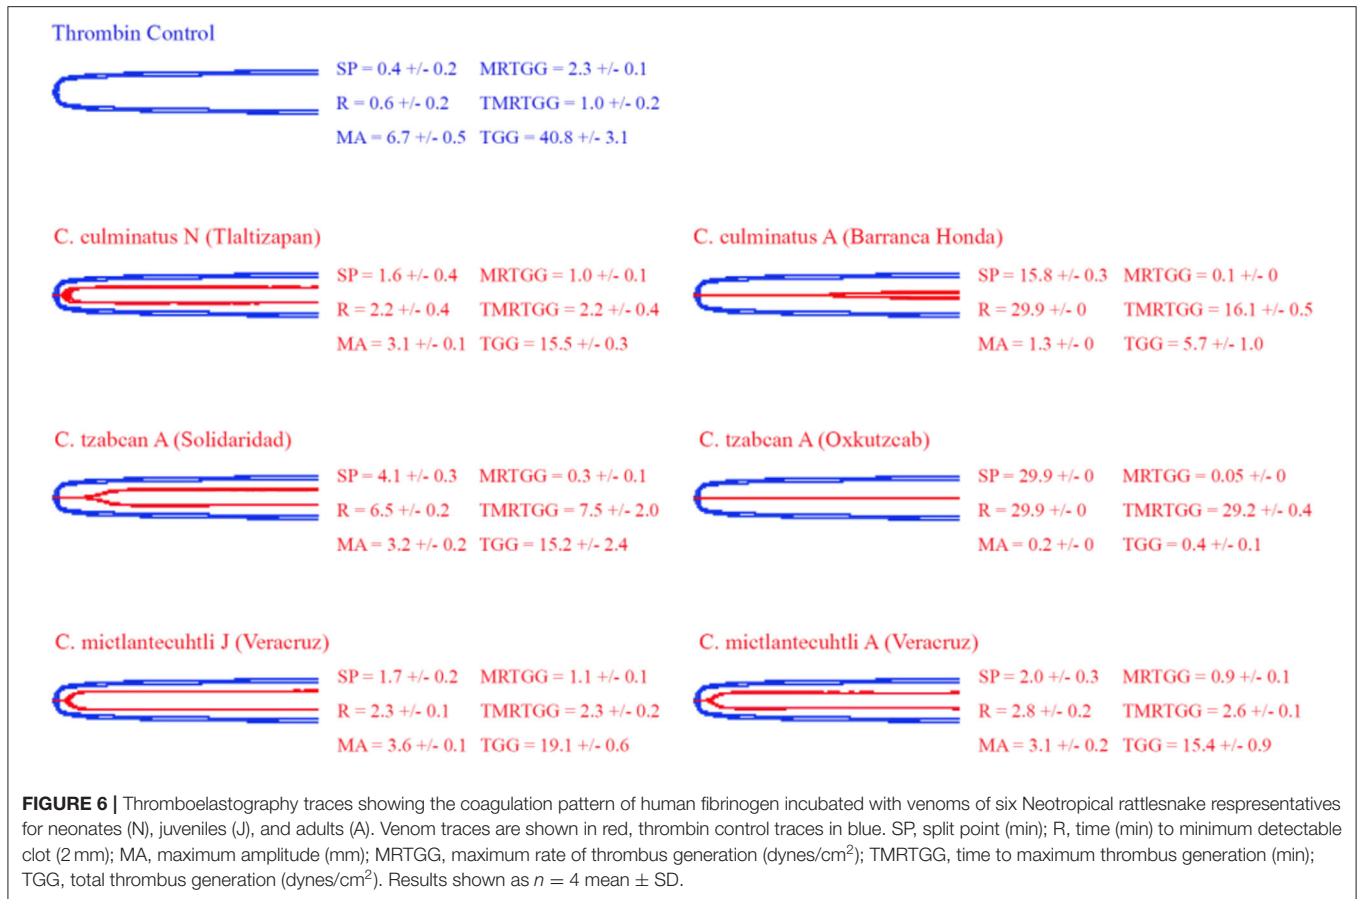 Thrombin Control
SP = 0.4 +/- 0.2 MRTGG = 2.3 +/- 0.1
R = 0.6 +/- 0.2 TMRTGG = 1.0 +/- 0.2
MA = 6.7 +/- 0.5 TGG = 40.8 +/- 3.1
C. culminatus N (Tlaltizapan)
SP = 1.6 +/- 0.4 MRTGG = 1.0 +/- 0.1
R = 2.2 +/- 0.4 TMRTGG = 2.2 +/- 0.4
MA = 3.1 +/- 0.1 TGG = 15.5 +/- 0.3
C. culminatus A (Barranca Honda)
SP = 15.8 +/- 0.3 MRTGG = 0.1 +/- 0
R = 29.9 +/- 0 TMRTGG = 16.1 +/- 0.5
MA = 1.3 +/- 0 TGG = 5.7 +/- 1.0
C. tzabcan A (Solidaridad)
SP = 4.1 +/- 0.3 MRTGG = 0.3 +/- 0.1
R = 6.5 +/- 0.2 TMRTGG = 7.5 +/- 2.0
MA = 3.2 +/- 0.2 TGG = 15.2 +/- 2.4
C. tzabcan A (Oxkutzcab)
SP = 29.9 +/- 0 MRTGG = 0.05 +/- 0
R = 29.9 +/- 0 TMRTGG = 29.2 +/- 0.4
MA = 0.2 +/- 0 TGG = 0.4 +/- 0.1
C. mictlantecuhtli J (Veracruz)
SP = 1.7 +/- 0.2 MRTGG = 1.1 +/- 0.1
R = 2.3 +/- 0.1 TMRTGG = 2.3 +/- 0.2
MA = 3.6 +/- 0.1 TGG = 19.1 +/- 0.6
C. mictlantecuhtli A (Veracruz)
SP = 2.0 +/- 0.3 MRTGG = 0.9 +/- 0.1
R = 2.8 +/- 0.2 TMRTGG = 2.6 +/- 0.1
MA = 3.1 +/- 0.2 TGG = 15.4 +/- 0.9
FIGURE 6 | Thromboelastography traces showing the coagulation pattern of human fibrinogen incubated with venoms of six Neotropical rattlesnake respresentatives
for neonates (N), juveniles (J), and adults (A). Venom traces are shown in red, thrombin control traces in blue. SP, split point (min); R, time (min) to minimum detectable
clot (2 mm); MA, maximum amplitude (mm); MRTGG, maximum rate of thrombus generation (dynes/cm²); TMRTGG, time to maximum thrombus generation (min);
TGG, total thrombus generation (dynes/cm²). Results shown as n = 4 mean ± SD.